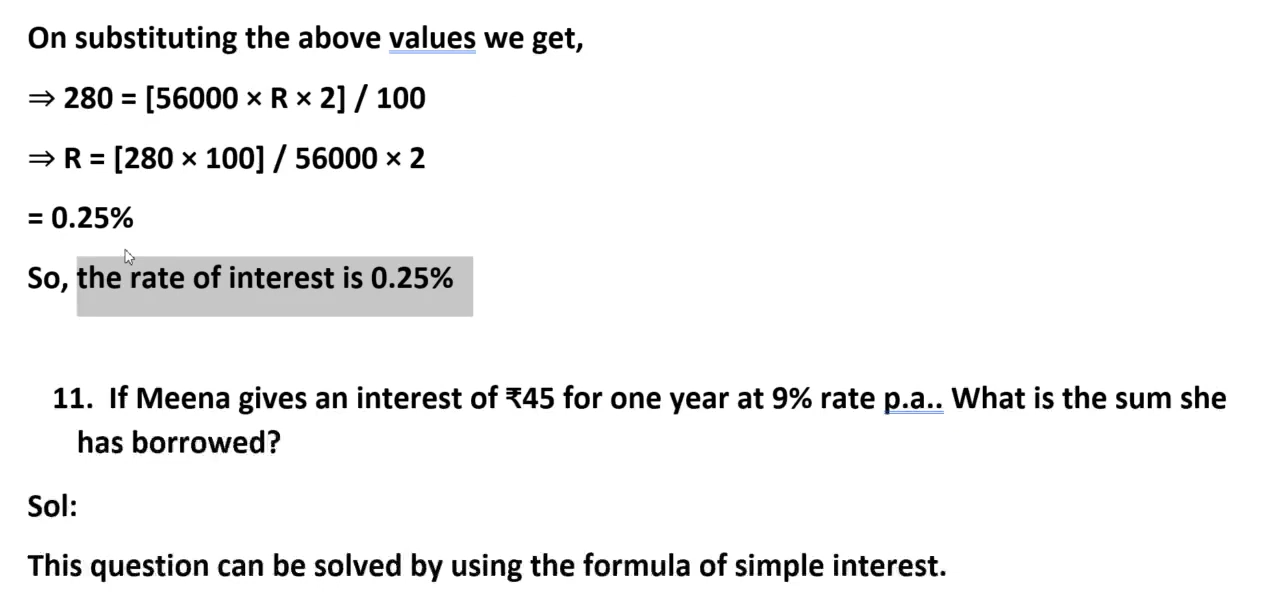 On substituting the above values we get,
⇒ 280 = [56000 × R × 2] / 100
⇒ R = [280 × 100] / 56000 × 2
= 0.25%
So, the rate of interest is 0.25%
11. If Meena gives an interest of ₹45 for one year at 9% rate p.a.. What is the sum she
has borrowed?
Sol:
This question can be solved by using the formula of simple interest.